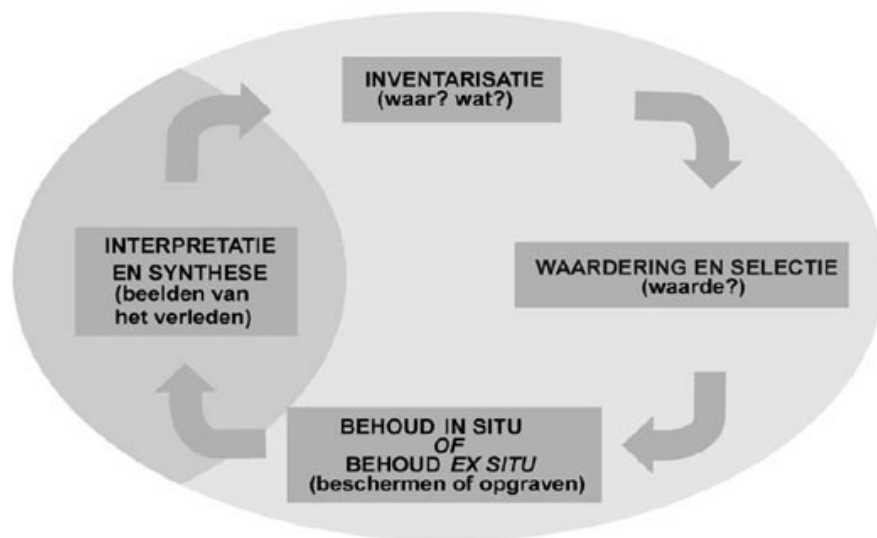 INVENTARISATIE
(waar? wat?)
INTERPRETATIE
EN SYNTHESE
(beelden van
het verleden)
WAARDERING EN SELECTIE
(waarde?)
BEHOUD IN SITU
OF
BEHOUD EX SITU
(beschermen of opgraven)